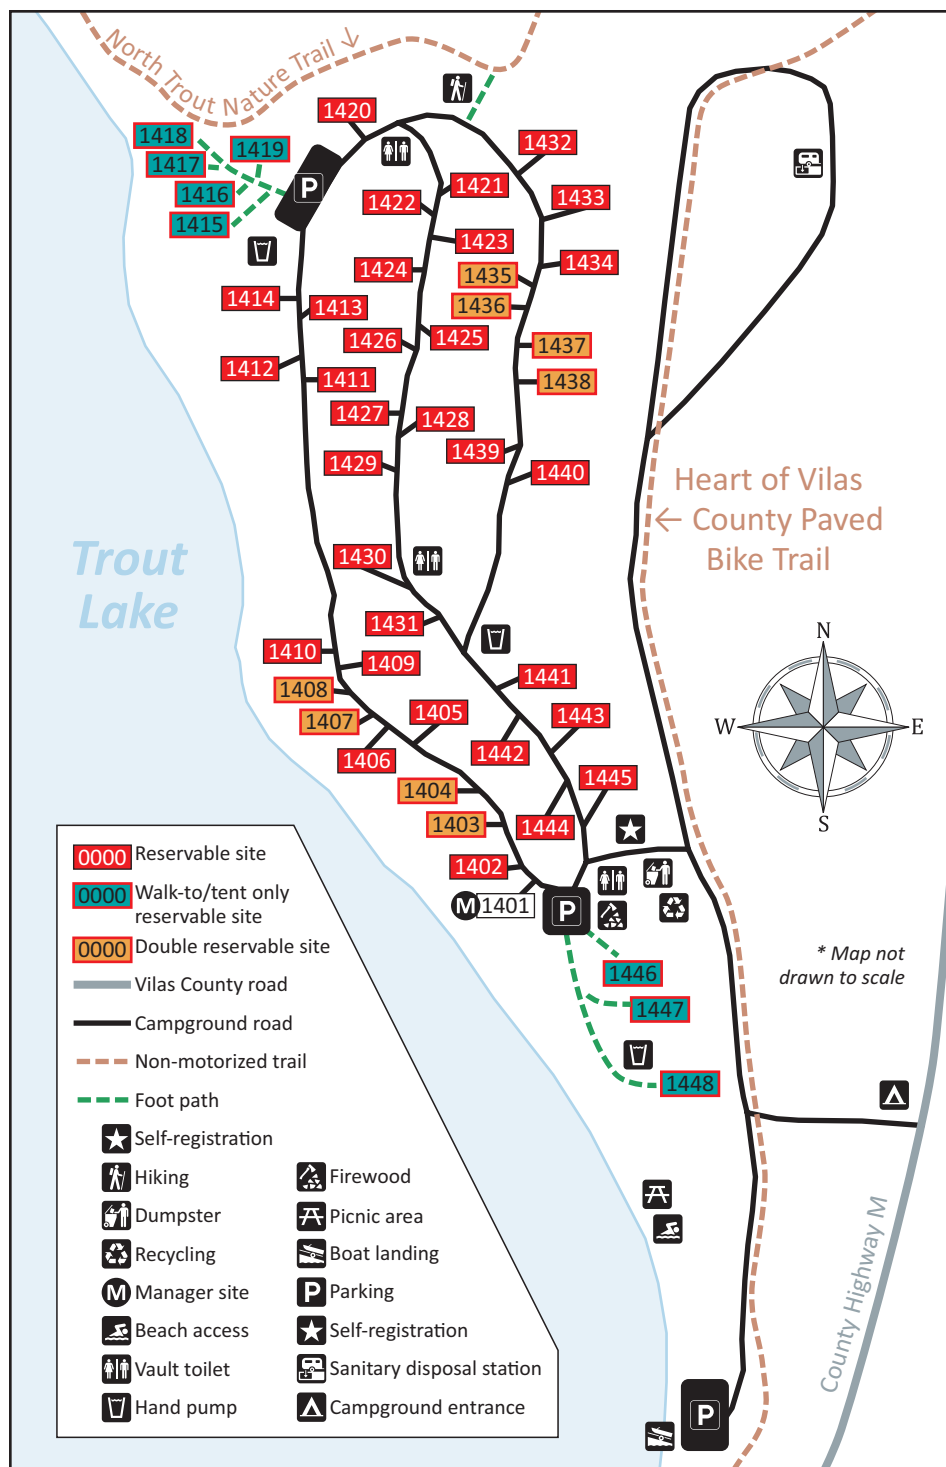 North Trout Nature Trail ↓
1420
1418
1419
1417
1416
1415
P
1432
1421
1433
1422
1423
1424
1434
1435
1414
1413
1436
1426
1425
1437
1412
1411
1438
1427
1428
1439
1429
1440
Heart of Vilas
← County Paved
Bike Trail
Trout
Lake
1430
1431
1410
1409
1408
1441
1407
1405
1443
1406
1442
1404
1445
1403
1444
1402
M 1401
P
N
W
E
S
1446
1447
1448
* Map not
drawn to scale
County Highway M
P
0000 Reservable site
0000 Walk-to/tent only
reservable site
0000 Double reservable site
Vilas County road
Campground road
Non-motorized trail
Foot path
Self-registration
Hiking
Dumpster
Recycling
M Manager site
Beach access
Vault toilet
Hand pump
Firewood
Picnic area
Boat landing
P Parking
Self-registration
Sanitary disposal station
Campground entrance